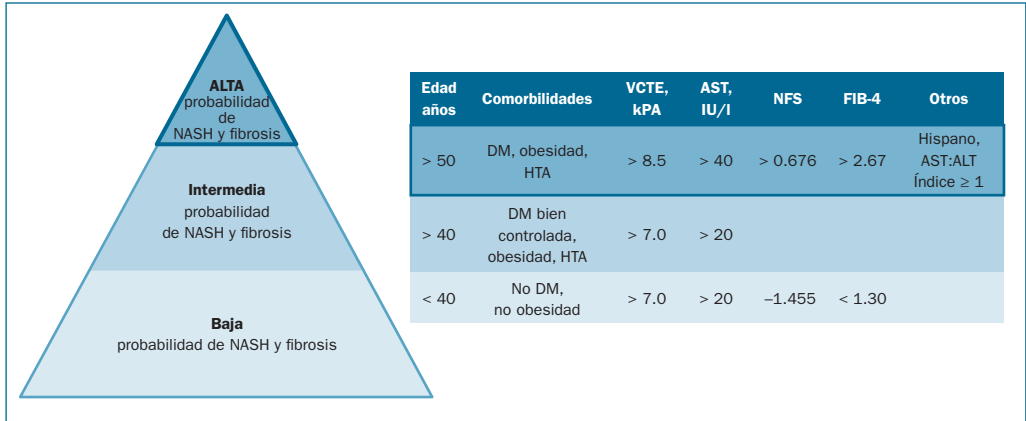 ALTA
probabilidad
de
NASH y fibrosis
Intermedia
probabilidad
de NASH y fibrosis
Baja
probabilidad de NASH y fibrosis
Edad años Comorbilidades VCTE, kPA AST, IU/l NFS FIB-4 Otros
> 50 DM, obesidad, HTA > 8.5 > 40 > 0.676 > 2.67 Hispano, AST:ALT Índice ≥ 1
> 40 DM bien controlada, obesidad, HTA > 7.0 > 20
< 40 No DM, no obesidad > 7.0 > 20 –1.455 < 1.30